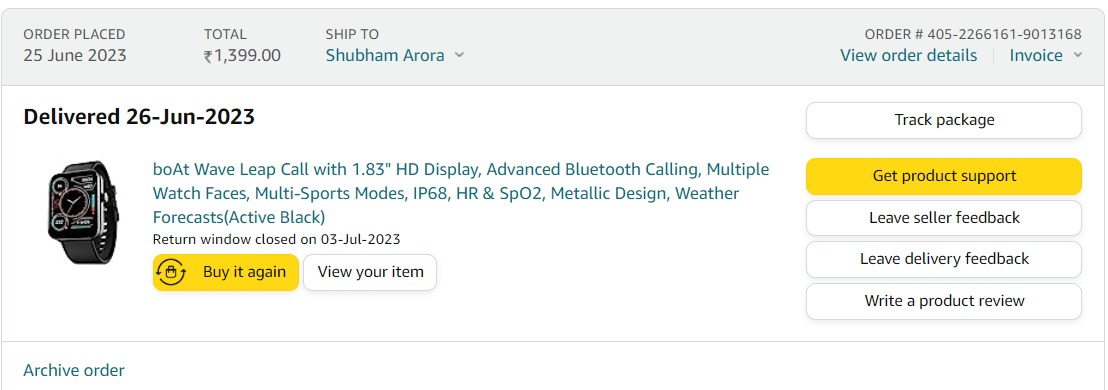 ORDER PLACED
25 June 2023
TOTAL
₹1,399.00
SHIP TO
Shubham Arora
ORDER # 405-2266161-9013168
View order details
Invoice
Delivered 26-Jun-2023
boAt Wave Leap Call with 1.83" HD Display, Advanced Bluetooth Calling, Multiple
Watch Faces, Multi-Sports Modes, IP68, HR & SpO2, Metallic Design, Weather
Forecasts(Active Black)
Return window closed on 03-Jul-2023
Buy it again
View your item
Track package
Get product support
Leave seller feedback
Leave delivery feedback
Write a product review
Archive order